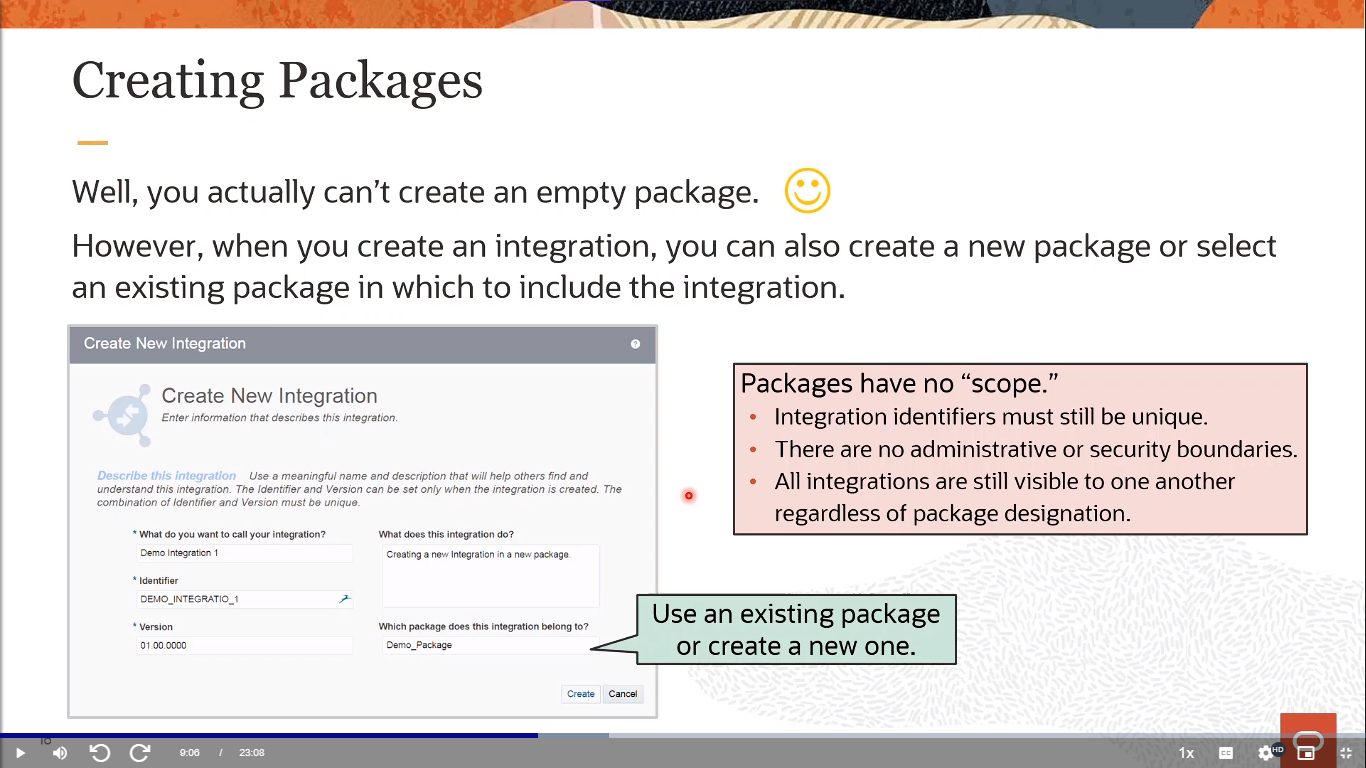 Creating Packages
Well, you actually can't create an empty package.
However, when you create an integration, you can also create a new package or select
an existing package in which to include the integration.
Create New Integration
?
Create New Integration
Enter information that describes this integration.
Describe this integration Use a meaningful name and description that will help others find and
understand this integration. The Identifier and Version can be set only when the integration is created. The
combination of Identifier and Version must be unique.
* What do you want to call your integration?
Demo Integration 1
* Identifier
DEMO_INTEGRATIO_1
* Version
01.00.0000
What does this integration do?
Creating a new Integration in a new package.
Which package does this integration belong to?
Demo_Package
Create
Cancel
Packages have no “scope.”
• Integration identifiers must still be unique.
• There are no administrative or security boundaries.
• All integrations are still visible to one another
regardless of package designation.
Use an existing package
or create a new one.
9:06 / 23:08
1x
CC
HD